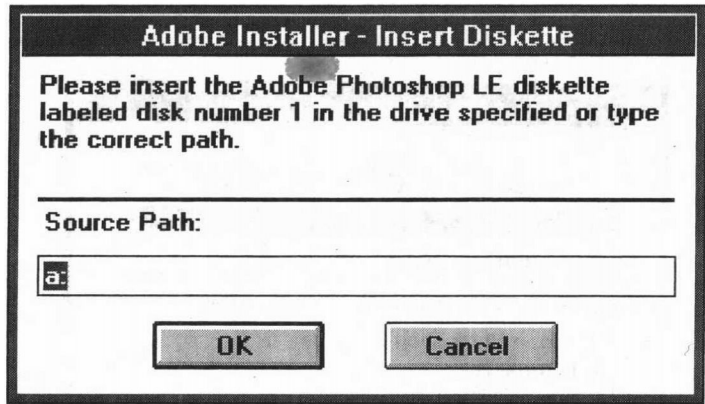 Adobe Installer - Insert Diskette
Please insert the Adobe Photoshop LE diskette
labeled disk number 1 in the drive specified or type
the correct path.
Source Path:
a:
OK
Cancel